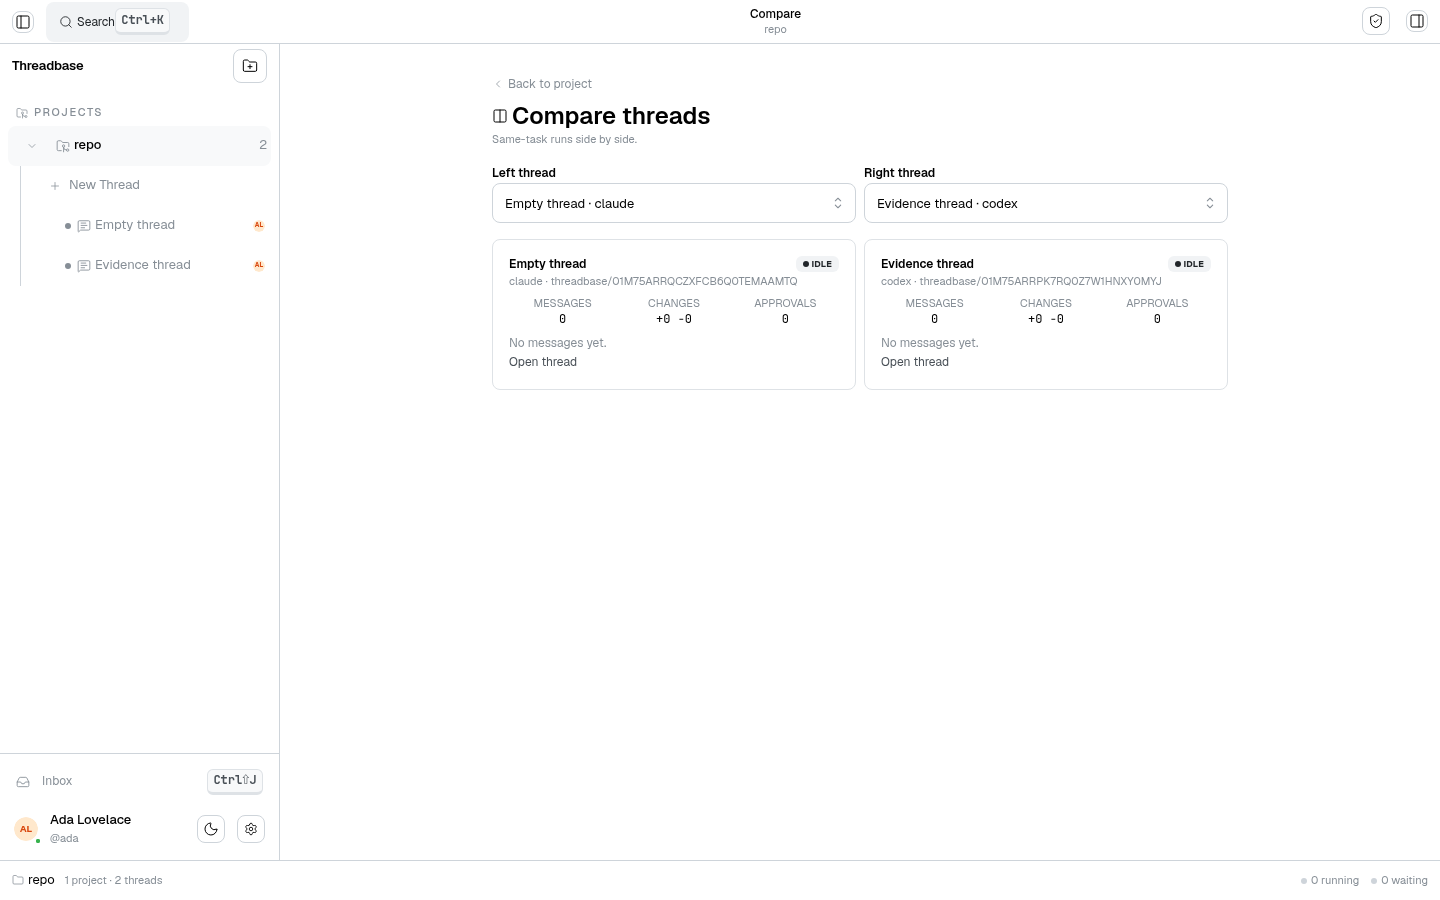 Search Ctrl+K
Compare
repo
Threadbase
PROJECTS
repo 2
New Thread
Empty thread AL
Evidence thread AL
Back to project
Compare threads
Same-task runs side by side.
Left thread
Empty thread · claude
Right thread
Evidence thread · codex
Empty thread IDLE
claude · threadbase/01M75ARRQCZXFCB6Q0TEMAAMTQ
MESSAGES CHANGES APPROVALS
0 +0 -0 0
No messages yet.
Open thread
Evidence thread IDLE
codex · threadbase/01M75ARRPK7RQ0Z7W1HNXY0MYJ
MESSAGES CHANGES APPROVALS
0 +0 -0 0
No messages yet.
Open thread
Inbox Ctrl⇧J
AL Ada Lovelace
@ada
repo 1 project · 2 threads
0 running 0 waiting